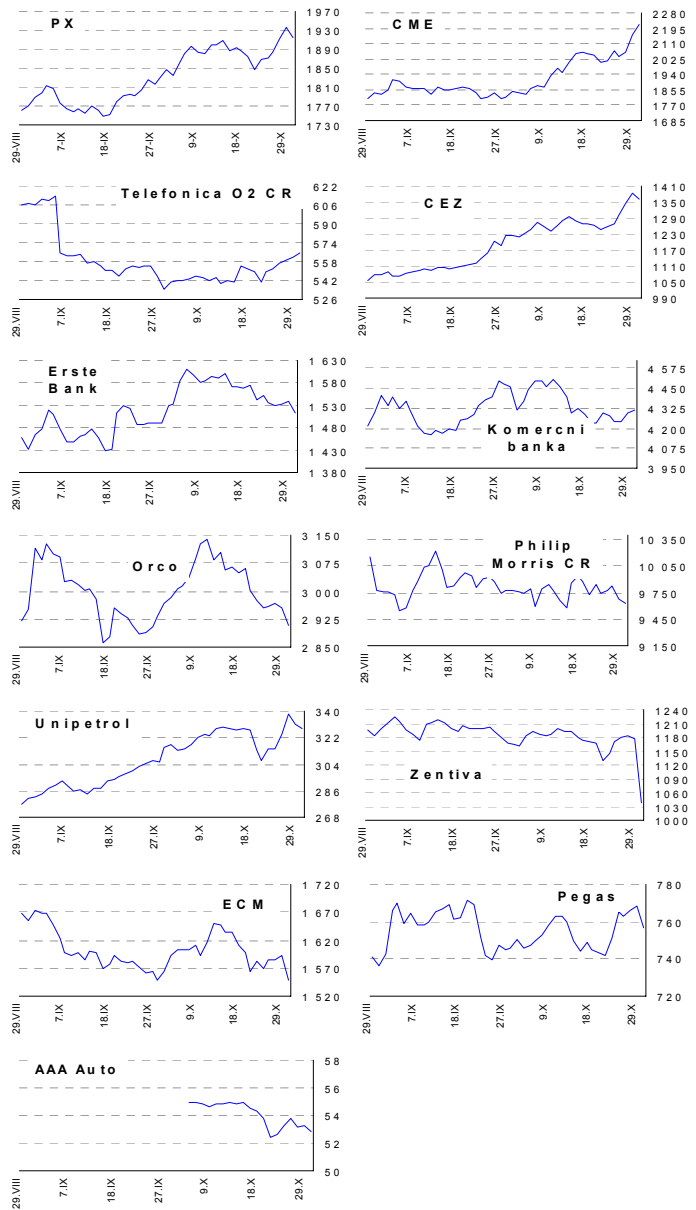 PX
1970
1930
1890
1850
1810
1770
1730
29-VIII
7-IX
18-IX
27-IX
9-X
18-X
29-X
CME
2280
2195
2110
2025
1940
1855
1770
1685
29.VIII
7.IX
18.IX
27.IX
9.X
18.X
29.X
Telefonica O2 CR
622
606
590
574
558
542
526
29.VIII
7.IX
18.IX
27.IX
9.X
18.X
29.X
CEZ
1410
1350
1290
1230
1170
1110
1050
990
29.VIII
7.IX
18.IX
27.IX
9.X
18.X
29.X
Erste
Bank
1 630
1 580
1 530
1 480
1 430
1 380
29.VIII
7.IX
18.IX
27.IX
9.X
18.X
29.X
Komercni
banka
4 575
4 450
4 325
4 200
4 075
3 950
29.VIII
7.IX
18.IX
27.IX
9.X
18.X
29.X
Orco
3 150
3 075
3 000
2 925
2 850
29.VIII
7.IX
18.IX
27.IX
9.X
18.X
29.X
Philip
Morris CR
10 350
10 050
9 750
9 450
9 150
29.VIII
7.IX
18.IX
27.IX
9.X
18.X
29.X
Unipetrol
340
322
304
286
268
29.VIII
7.IX
18.IX
27.IX
9.X
18.X
29.X
Zentiva
1240
1210
1180
1150
1120
1090
1060
1030
1000
29.VIII
7.IX
18.IX
27.IX
9.X
18.X
29.X
ECM
1 720
1 670
1 620
1 570
1 520
29.VIII
7.IX
18.IX
27.IX
9.X
18.X
29.X
Pegas
780
760
740
720
29.VIII
7.IX
18.IX
27.IX
9.X
18.X
29.X
AAA Auto
58
56
54
52
50
29.VIII
7.IX
18.IX
27.IX
9.X
18.X
29.X